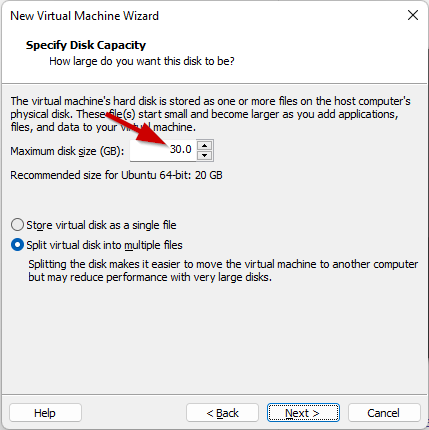 New Virtual Machine Wizard
Specify Disk Capacity
How large do you want this disk to be?
The virtual machine's hard disk is stored as one or more files on the host computer's
physical disk. These file(s) start small and become larger as you add applications,
files, and data to your virtual machine.
Maximum disk size (GB): 30.0
Recommended size for Ubuntu 64-bit: 20 GB
Store virtual disk as a single file
Split virtual disk into multiple files
Splitting the disk makes it easier to move the virtual machine to another computer
but may reduce performance with very large disks.
Help < Back Next > Cancel